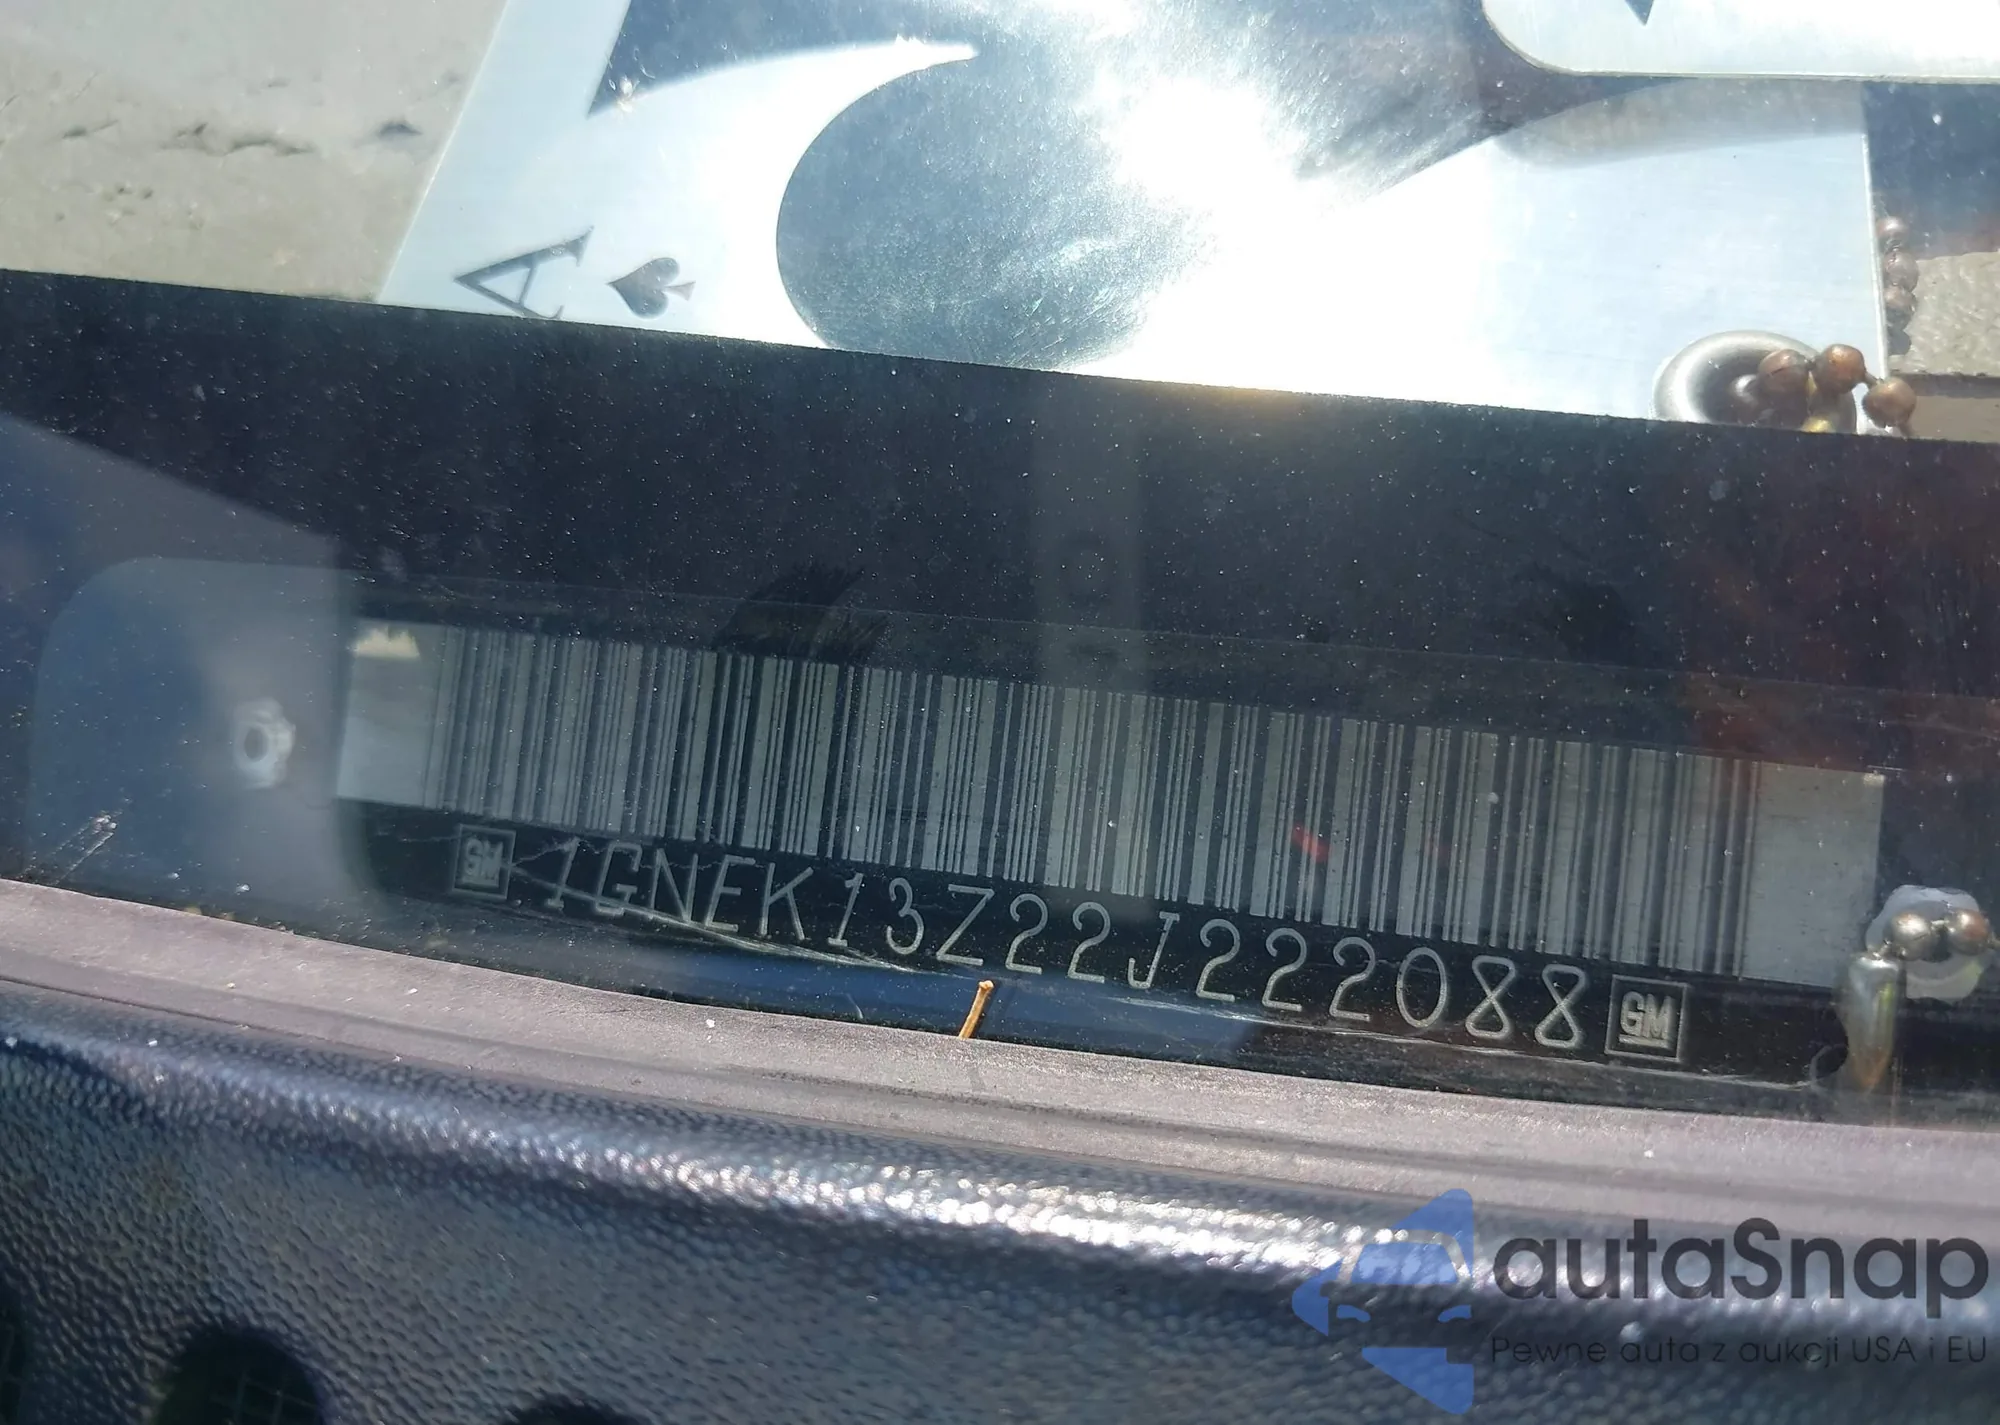 A
GM 1GNEK13Z22J222088 GM
autaSnap
Pewne auta z aukcji USA i EU